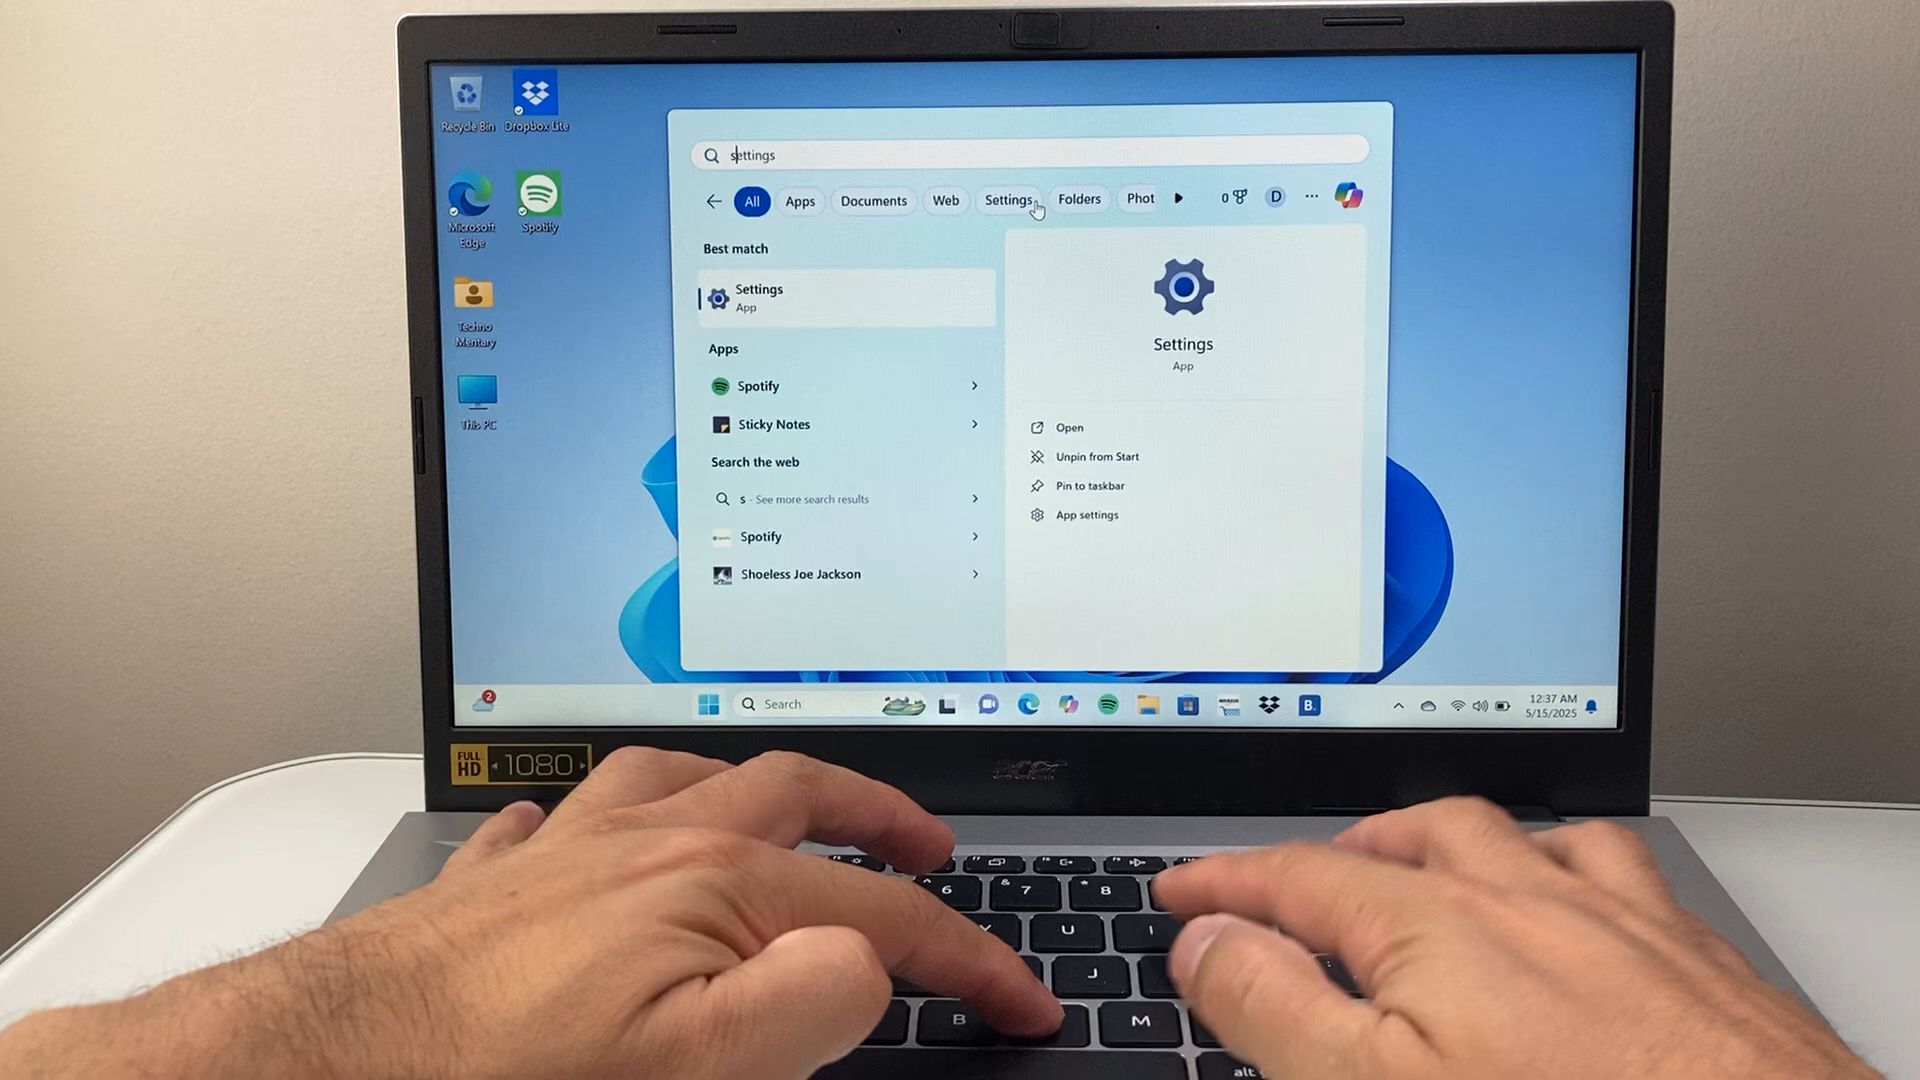 Recycle Bin
Dropbox Lite
Microsoft
Edge
Spotify
Techno
Mentary
This PC
settings
All
Apps
Documents
Web
Settings
Folders
Phot
0
D
Best match
Settings
App
Apps
Spotify
Sticky Notes
Search the web
s - See more search results
Spotify
Shoeless Joe Jackson
Settings
App
Open
Unpin from Start
Pin to taskbar
App settings
2
Search
B.
12:37 AM
5/15/2025
FULL
HD
1080
acer
^ 6
& 7
* 8
U
I
J
B
M
alt